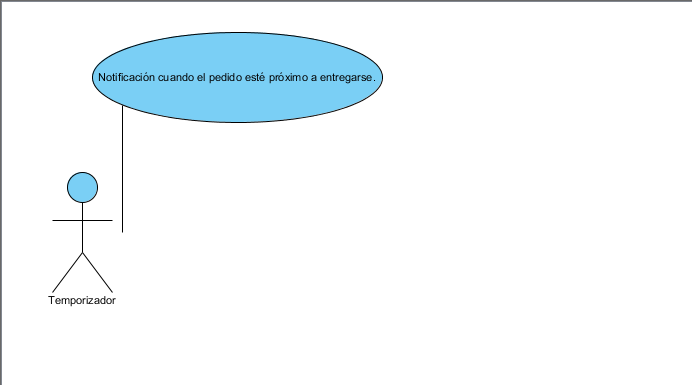 Notificación cuando el pedido esté próximo a entregarse.
Temporizador